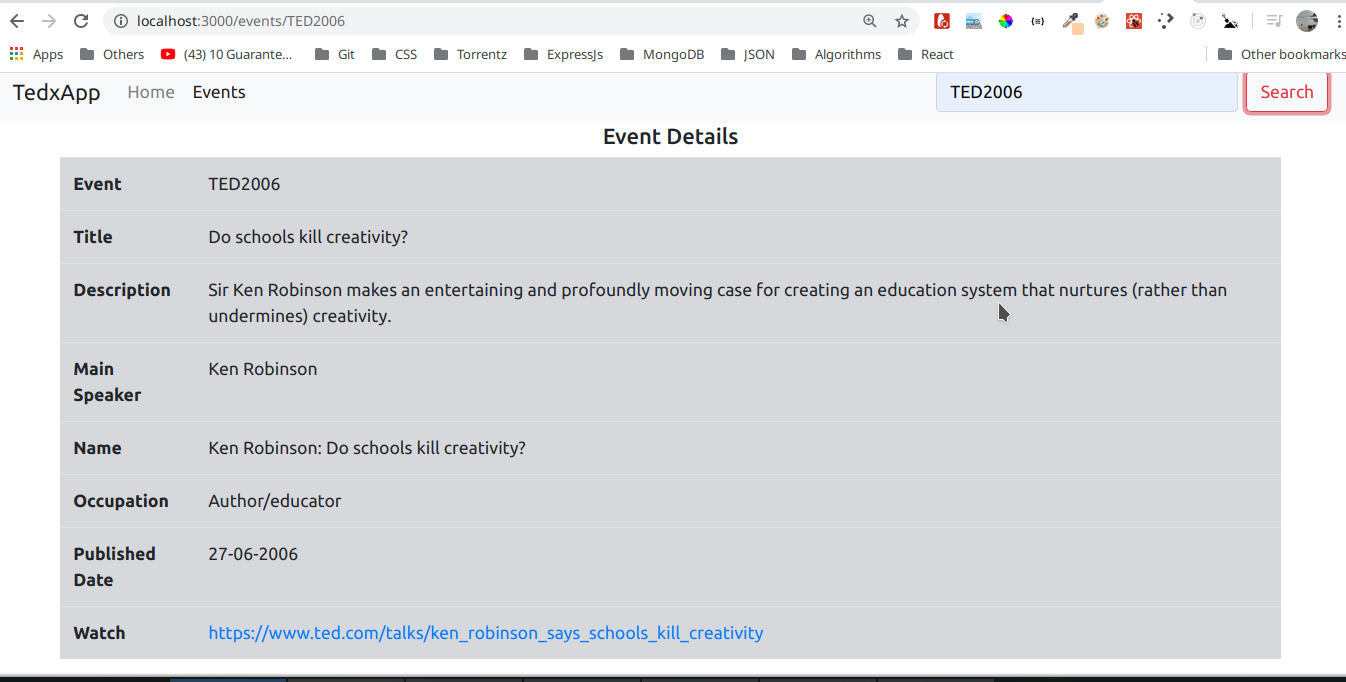 localhost:3000/events/TED2006
Apps Others (43) 10 Guarante... Git CSS Torrentz ExpressJs MongoDB JSON Algorithms React Other bookmarks
TedxApp Home Events TED2006 Search
Event Details
Event TED2006
Title Do schools kill creativity?
Description Sir Ken Robinson makes an entertaining and profoundly moving case for creating an education system that nurtures (rather than
undermines) creativity.
Main Ken Robinson
Speaker
Name Ken Robinson: Do schools kill creativity?
Occupation Author/educator
Published 27-06-2006
Date
Watch https://www.ted.com/talks/ken_robinson_says_schools_kill_creativity